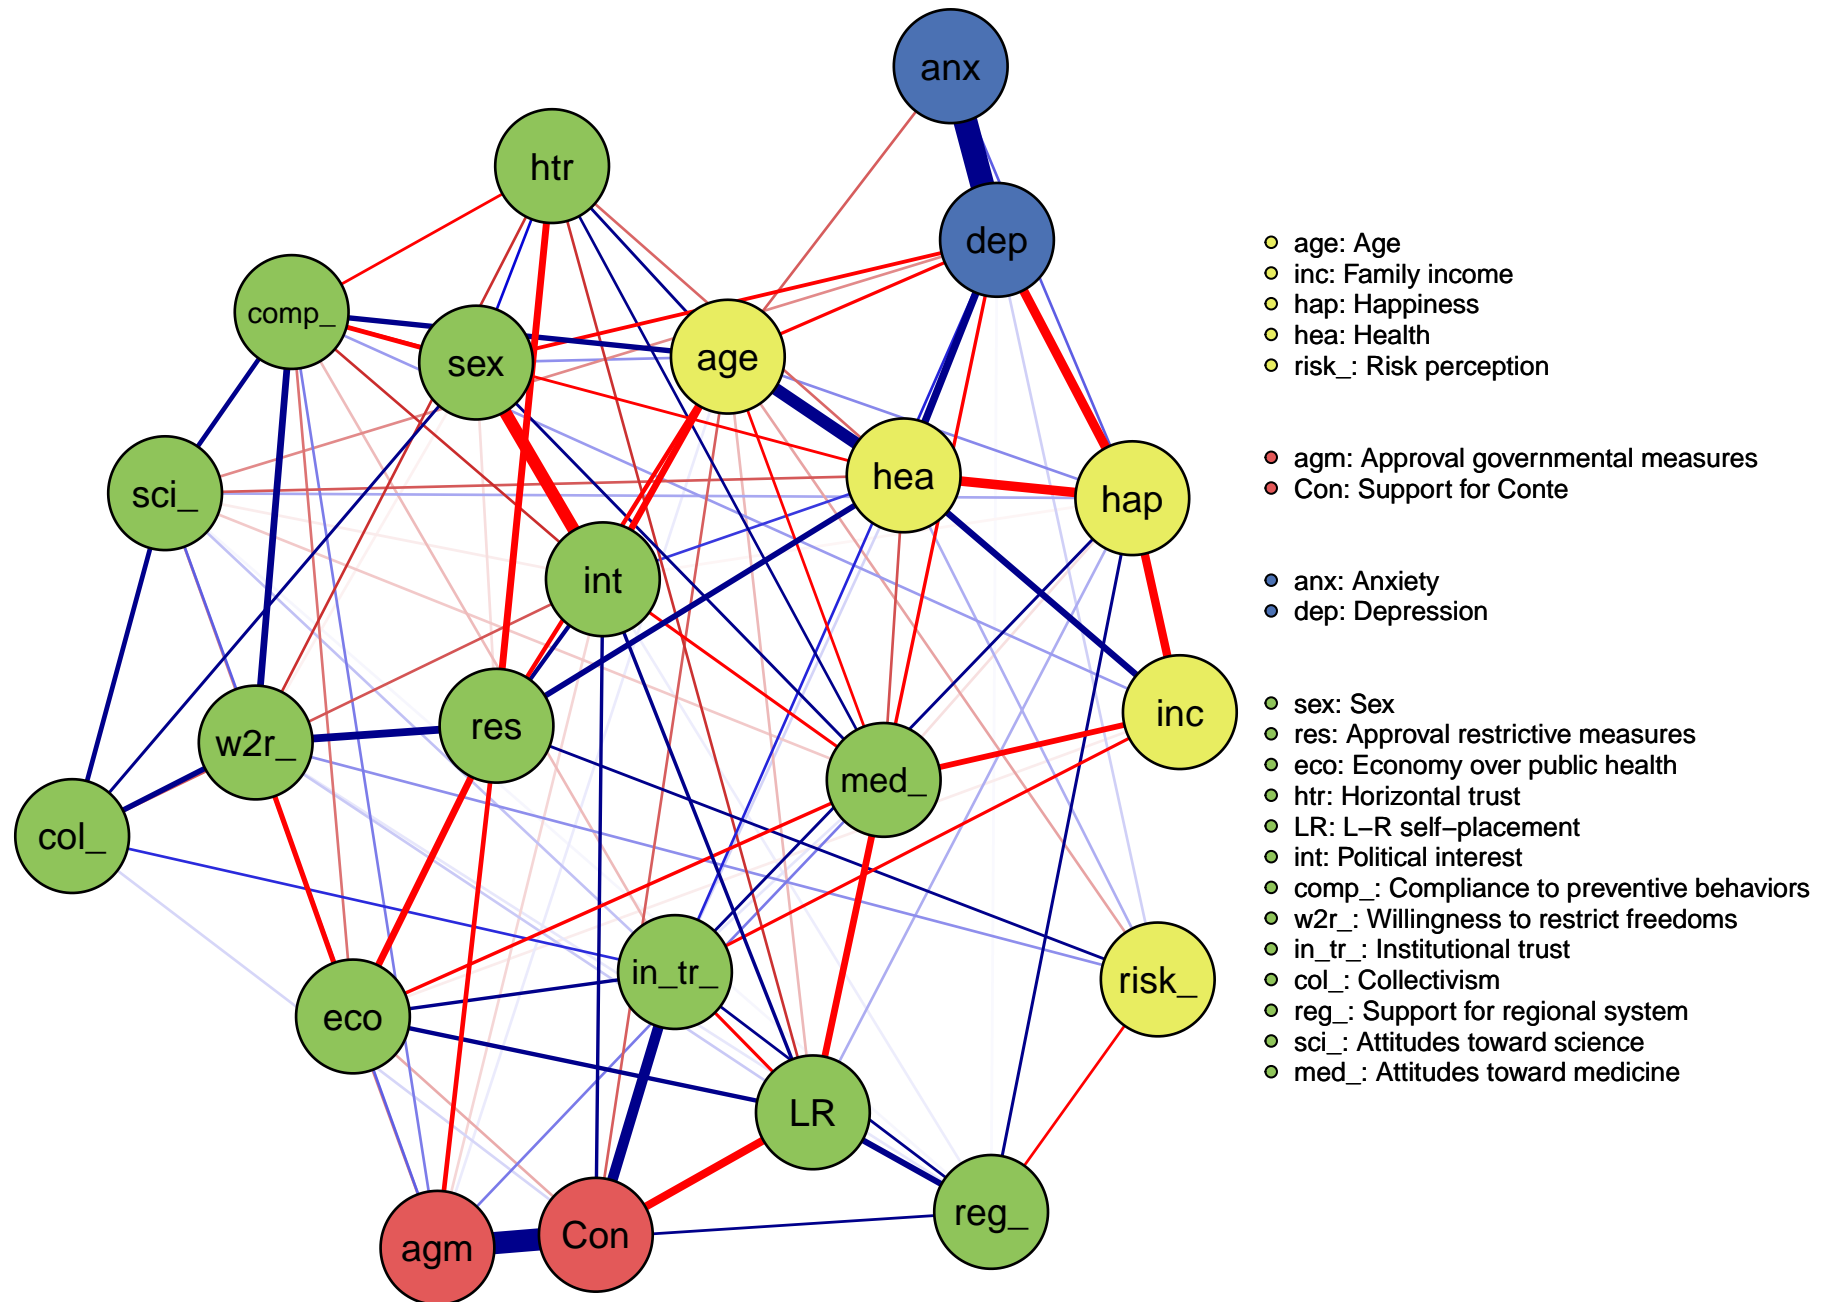 anx
htr
dep
comp_
sex
age
hea
hap
sci_
int
inc
res
w2r_
med_
col_
in_tr_
risk_
eco
LR
reg_
Con
agm
age: Age
inc: Family income
hap: Happiness
hea: Health
risk_: Risk perception
agm: Approval governmental measures
Con: Support for Conte
anx: Anxiety
dep: Depression
sex: Sex
res: Approval restrictive measures
eco: Economy over public health
htr: Horizontal trust
LR: L−R self−placement
int: Political interest
comp_: Compliance to preventive behaviors
w2r_: Willingness to restrict freedoms
in_tr_: Institutional trust
col_: Collectivism
reg_: Support for regional system
sci_: Attitudes toward science
med_: Attitudes toward medicine